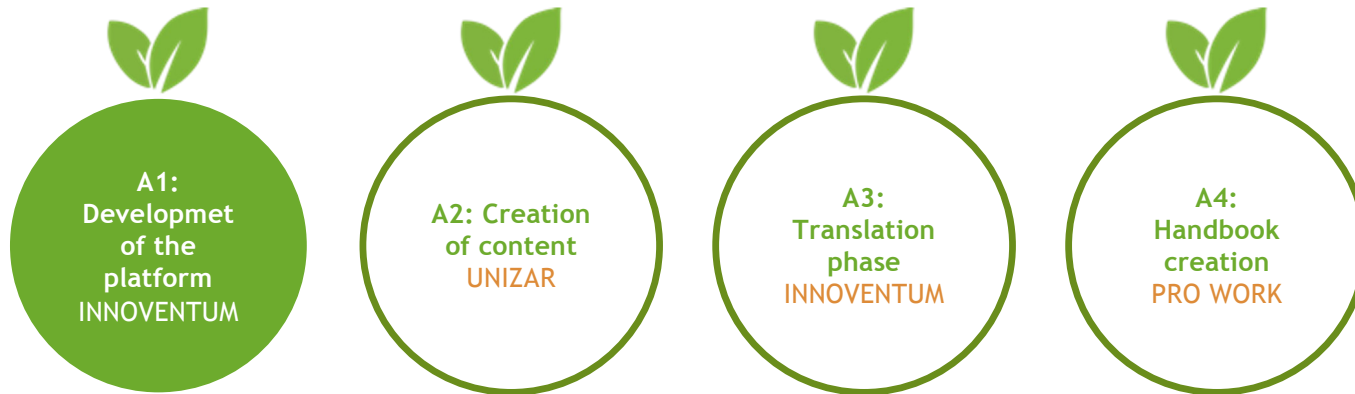 A1:
Developmet
of the
platform
INNOVENTUM
A2: Creation
of content
UNIZAR
A3:
Translation
phase
INNOVENTUM
A4:
Handbook
creation
PRO WORK